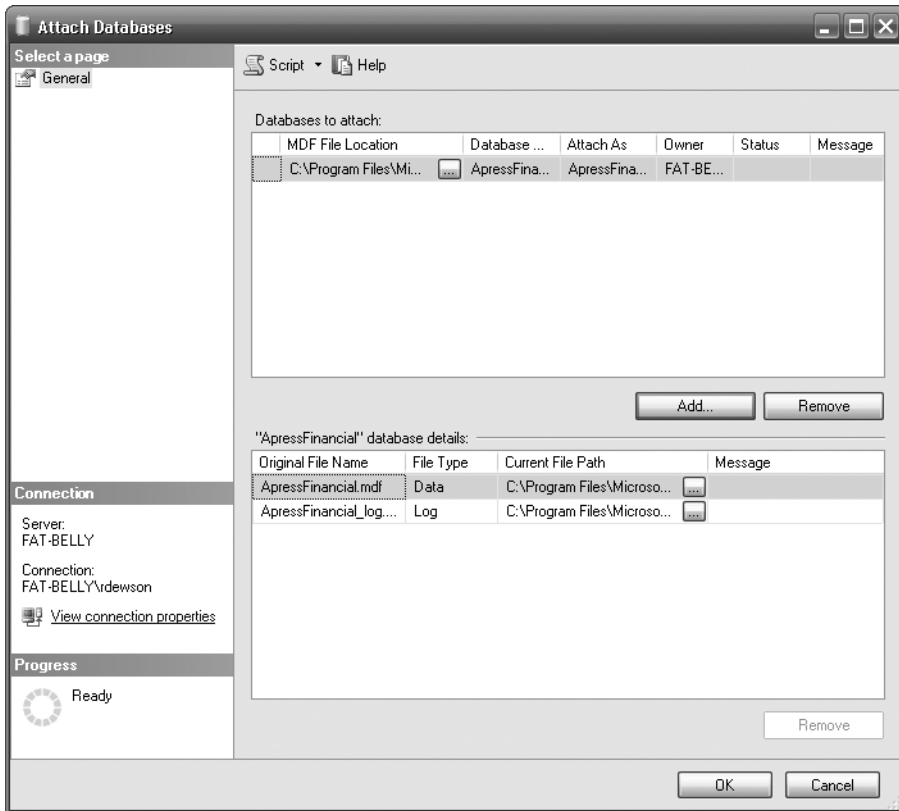 Attach Databases
Select a page
General
Script
Help
Databases to attach:
MDF File Location Database ... Attach As Owner Status Message
C:\Program Files\Mi... ... ApressFina... ApressFina... FAT-BE...
Add... Remove
"ApressFinancial" database details:
Original File Name File Type Current File Path Message
ApressFinancial.mdf Data C:\Program Files\Microso... ...
ApressFinancial_log.... Log C:\Program Files\Microso... ...
Connection
Server:
FAT-BELLY
Connection:
FAT-BELLY\rdewson
View connection properties
Progress
Ready
Remove
OK Cancel